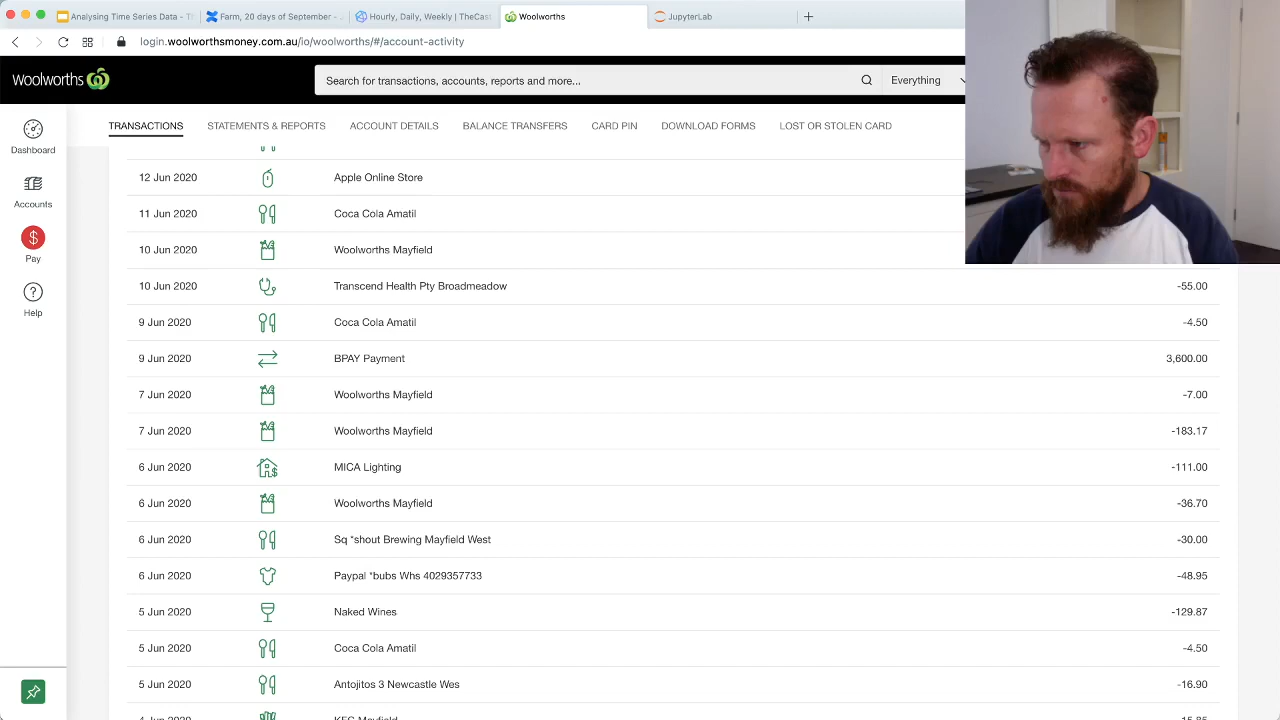 Analysing Time Series Data - Th
Farm, 20 days of September -
Hourly, Daily, Weekly | TheCast
Woolworths
JupyterLab
login.woolworthsmoney.com.au/io/woolworths/#/account-activity
Woolworths
Search for transactions, accounts, reports and more...
Everything
TRANSACTIONS
STATEMENTS & REPORTS
ACCOUNT DETAILS
BALANCE TRANSFERS
CARD PIN
DOWNLOAD FORMS
LOST OR STOLEN CARD
Dashboard
Accounts
Pay
Help
12 Jun 2020 Apple Online Store
11 Jun 2020 Coca Cola Amatil
10 Jun 2020 Woolworths Mayfield
10 Jun 2020 Transcend Health Pty Broadmeadow -55.00
9 Jun 2020 Coca Cola Amatil -4.50
9 Jun 2020 BPAY Payment 3,600.00
7 Jun 2020 Woolworths Mayfield -7.00
7 Jun 2020 Woolworths Mayfield -183.17
6 Jun 2020 MICA Lighting -111.00
6 Jun 2020 Woolworths Mayfield -36.70
6 Jun 2020 Sq *shout Brewing Mayfield West -30.00
6 Jun 2020 Paypal *bubs Whs 4029357733 -48.95
5 Jun 2020 Naked Wines -129.87
5 Jun 2020 Coca Cola Amatil -4.50
5 Jun 2020 Antojitos 3 Newcastle Wes -16.90
4 Jun 2020 KFC Mayfield -15.85